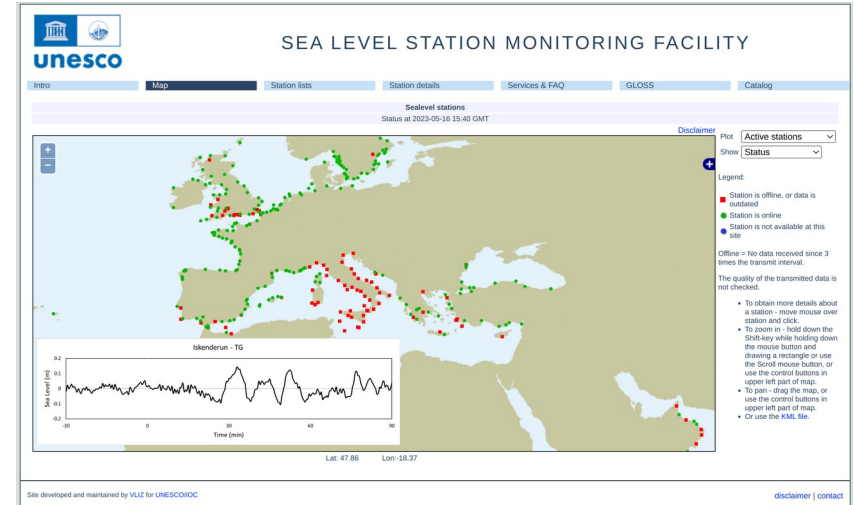 unesco
SEA LEVEL STATION MONITORING FACILITY
Intro
Map
Station lists
Station details
Services & FAQ
GLOSS
Catalog
Sealevel stations
Status at 2023-05-16 15:40 GMT
Disclaimer
Plot Active stations
Show Status
Legend:
Station is offline, or data is
outdated
Station is online
Station is not available at this
site
Offline = No data received since 3
times the transmit interval.
The quality of the transmitted data is
not checked.
• To obtain more details about
a station - move mouse over
station and click.
• To zoom in - hold down the
Shift-key while holding down
the mouse button and
drawing a rectangle or use
the Scroll mouse button, or
use the control buttons in
upper left part of map.
• To pan - drag the map, or
use the control buttons in
upper left part of map.
• Or use the KML file.
+
−
+
Iskenderun - TG
Sea Level (m)
0.2
0.1
0
-0.1
-0.2
-30 0 30 60 90
Time (min)
Lat: 47.86 Lon:-18.37
Site developed and maintained by VLIZ for UNESCO/IOC
disclaimer | contact